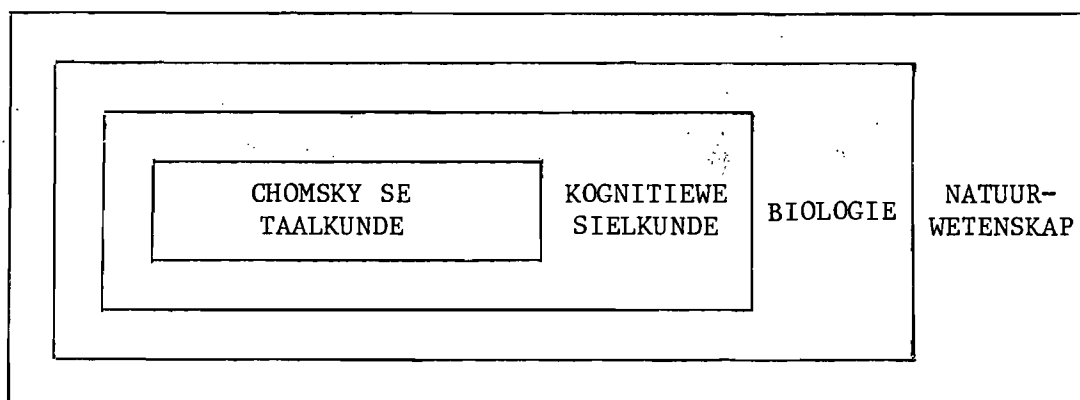 CHOMSKY SE
TAALKUNDE
KOGNITIEWE
SIELKUNDE
BIOLOGIE
NATUUR-
WETENSKAP